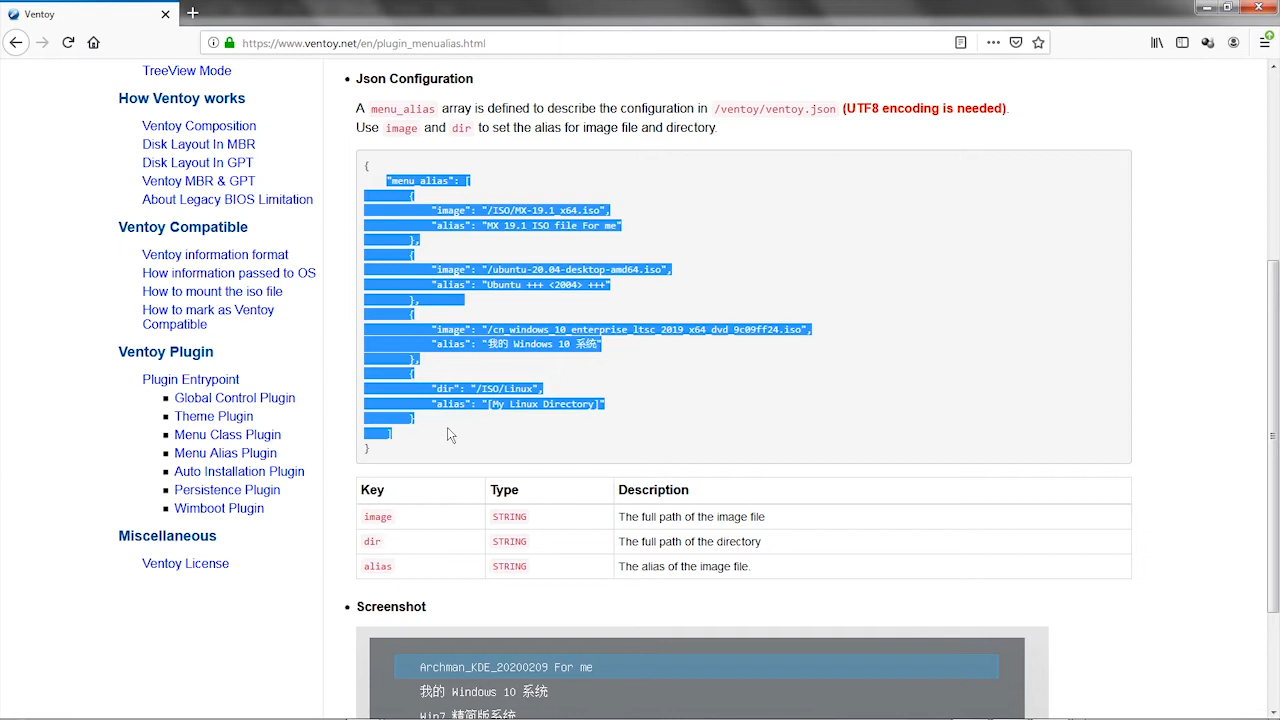 Ventoy
https://www.ventoy.net/en/plugin_menualias.html
TreeView Mode
How Ventoy works
Ventoy Composition
Disk Layout In MBR
Disk Layout In GPT
Ventoy MBR & GPT
About Legacy BIOS Limitation
Ventoy Compatible
Ventoy information format
How information passed to OS
How to mount the iso file
How to mark as Ventoy
Compatible
Ventoy Plugin
Plugin Entrypoint
Global Control Plugin
Theme Plugin
Menu Class Plugin
Menu Alias Plugin
Auto Installation Plugin
Persistence Plugin
Wimboot Plugin
Miscellaneous
Ventoy License
Json Configuration
A menu_alias array is defined to describe the configuration in /ventoy/ventoy.json (UTF8 encoding is needed).
Use image and dir to set the alias for image file and directory.
{
"menu_alias": [
{
"image": "/ISO/MX-19.1_x64.iso",
"alias": "MX 19.1 ISO file For me"
},
{
"image": "/ubuntu-20.04-desktop-amd64.iso",
"alias": "Ubuntu +++ <2004> +++"
},
{
"image": "/cn_windows_10_enterprise_ltsc_2019_x64_dvd_9c09ff24.iso",
"alias": "我的 Windows 10 系统"
},
{
"dir": "/ISO/Linux",
"alias": "[My Linux Directory]"
}
]
}
Key Type Description
image STRING The full path of the image file
dir STRING The full path of the directory
alias STRING The alias of the image file.
Screenshot
Archman_KDE_20200209 For me
我的 Windows 10 系统
Win7 精简版系统